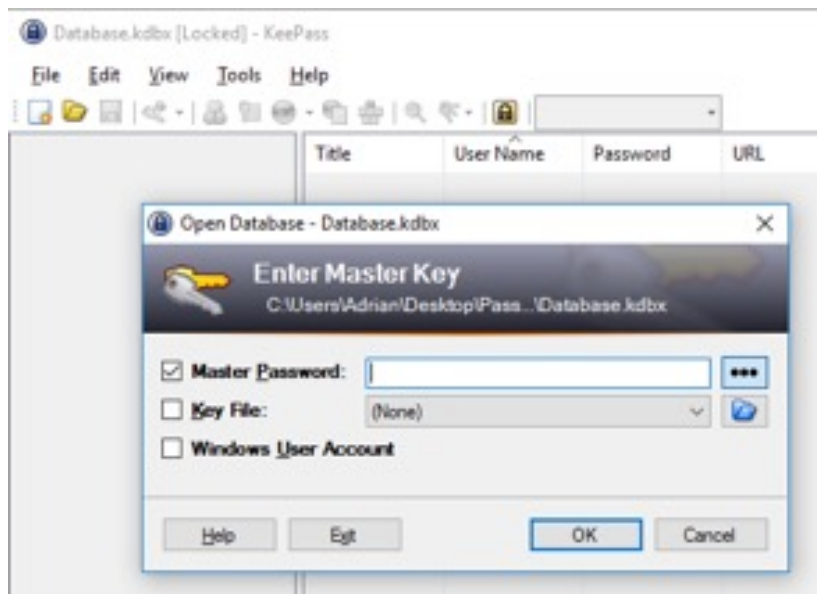 Database.kdbx [Locked] - KeePass
File Edit View Tools Help
Title User Name Password URL
Open Database - Database.kdbx
Enter Master Key
C:\Users\Adrian\Desktop\Pass...\Database.kdbx
Master Password:
Key File: (None)
Windows User Account
Help Exit OK Cancel